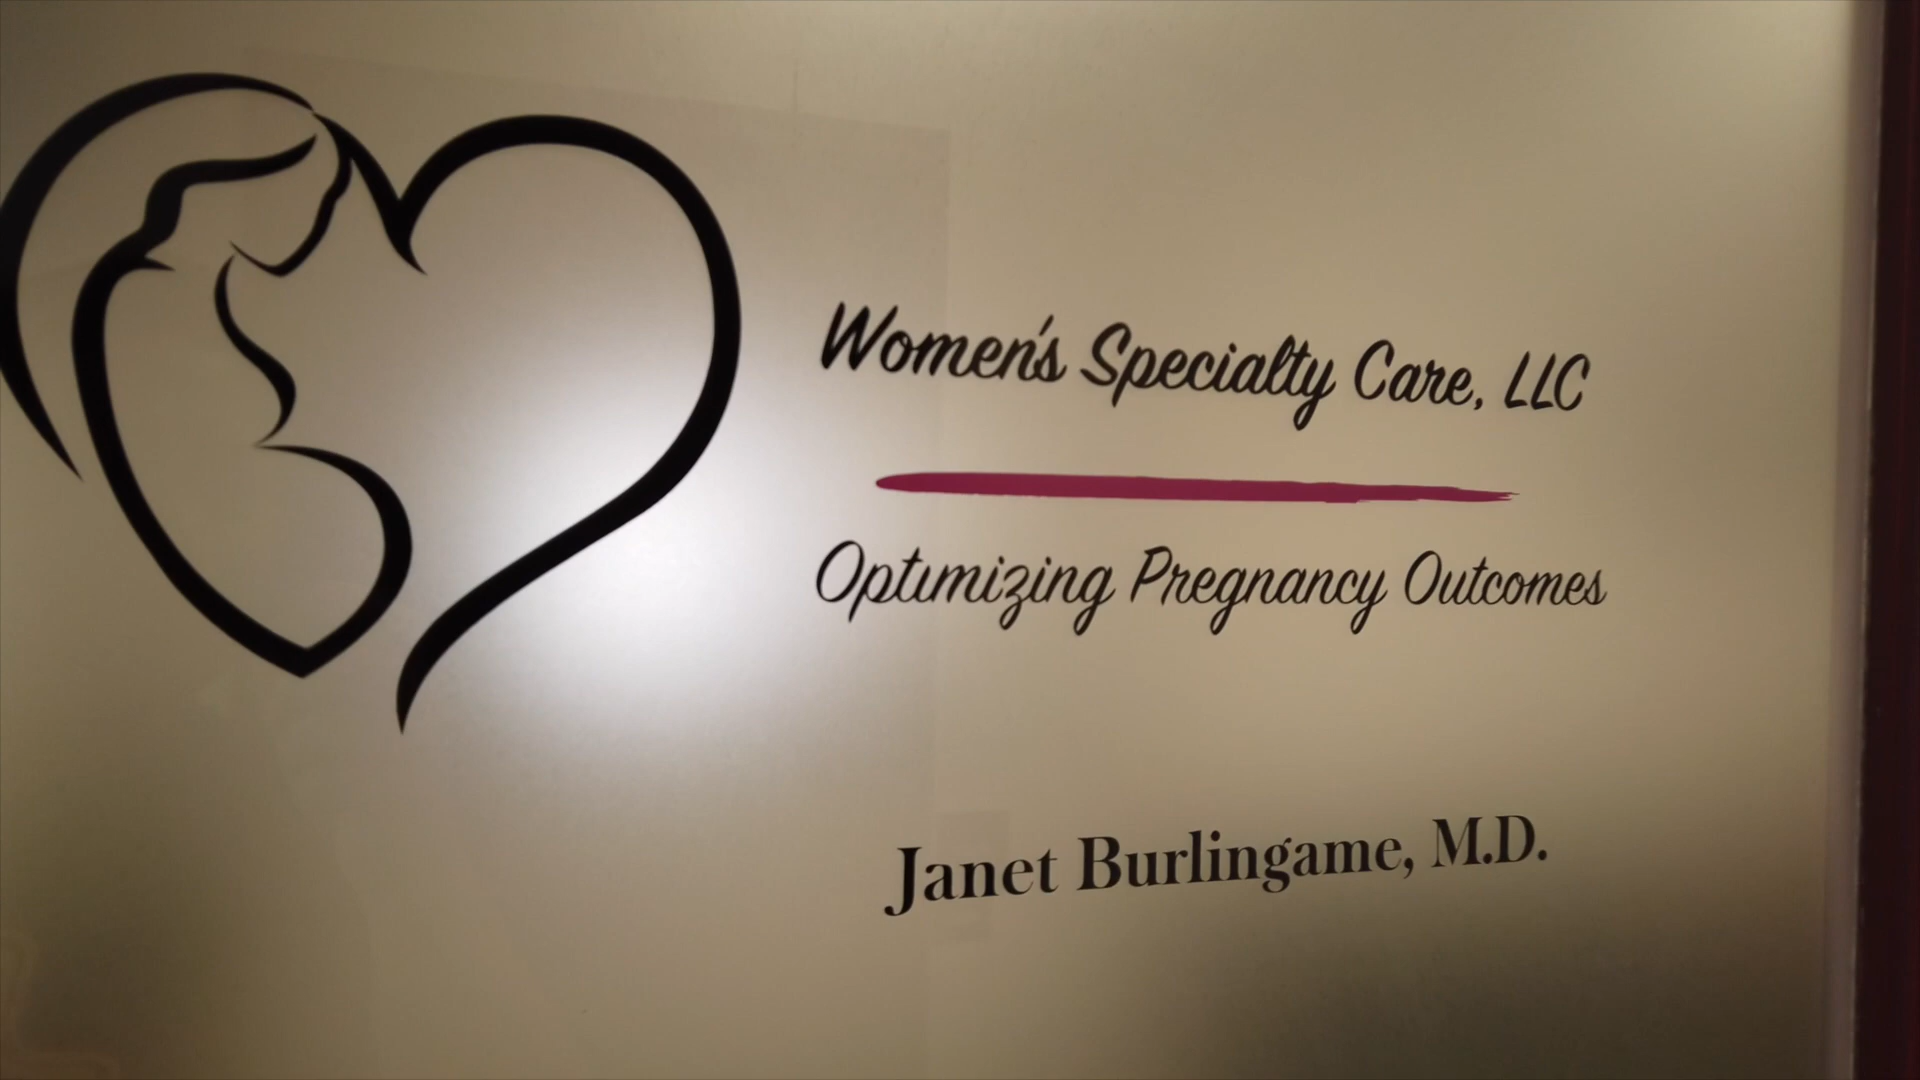 Women's Specialty Care, LLC
Optimizing Pregnancy Outcomes
Janet Burlingame, M.D.